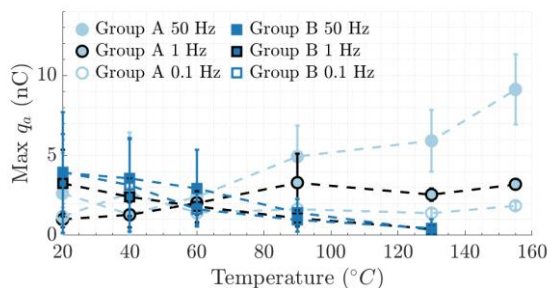 Group A 50 Hz Group B 50 Hz
Group A 1 Hz Group B 1 Hz
Group A 0.1 Hz Group B 0.1 Hz
10
5
0
Max qₐ (nC)
20 40 60 80 100 120 140 160
Temperature (°C)